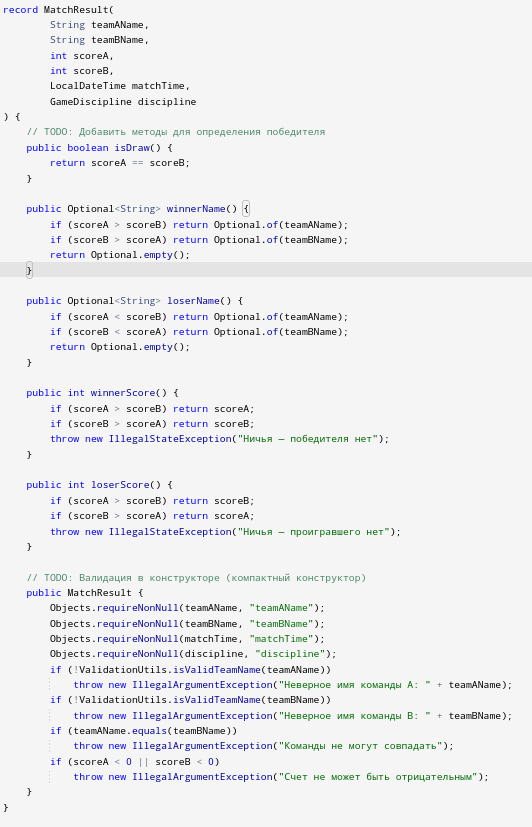 record MatchResult(
        String teamAName,
        String teamBName,
        int scoreA,
        int scoreB,
        LocalDateTime matchTime,
        GameDiscipline discipline
) {
    // TODO: Добавить методы для определения победителя
    public boolean isDraw() {
        return scoreA == scoreB;
    }

    public Optional<String> winnerName() {
        if (scoreA > scoreB) return Optional.of(teamAName);
        if (scoreB > scoreA) return Optional.of(teamBName);
        return Optional.empty();
    }

    public Optional<String> loserName() {
        if (scoreA < scoreB) return Optional.of(teamAName);
        if (scoreB < scoreA) return Optional.of(teamBName);
        return Optional.empty();
    }

    public int winnerScore() {
        if (scoreA > scoreB) return scoreA;
        if (scoreB > scoreA) return scoreB;
        throw new IllegalStateException("Ничья — победителя нет");
    }

    public int loserScore() {
        if (scoreA > scoreB) return scoreB;
        if (scoreB > scoreA) return scoreA;
        throw new IllegalStateException("Ничья — проигравшего нет");
    }

    // TODO: Валидация в конструкторе (компактный конструктор)
    public MatchResult {
        Objects.requireNonNull(teamAName, "teamAName");
        Objects.requireNonNull(teamBName, "teamBName");
        Objects.requireNonNull(matchTime, "matchTime");
        Objects.requireNonNull(discipline, "discipline");
        if (!ValidationUtils.isValidTeamName(teamAName))
            throw new IllegalArgumentException("Неверное имя команды A: " + teamAName);
        if (!ValidationUtils.isValidTeamName(teamBName))
            throw new IllegalArgumentException("Неверное имя команды B: " + teamBName);
        if (teamAName.equals(teamBName))
            throw new IllegalArgumentException("Команды не могут совпадать");
        if (scoreA < 0 || scoreB < 0)
            throw new IllegalArgumentException("Счет не может быть отрицательным");
    }
}